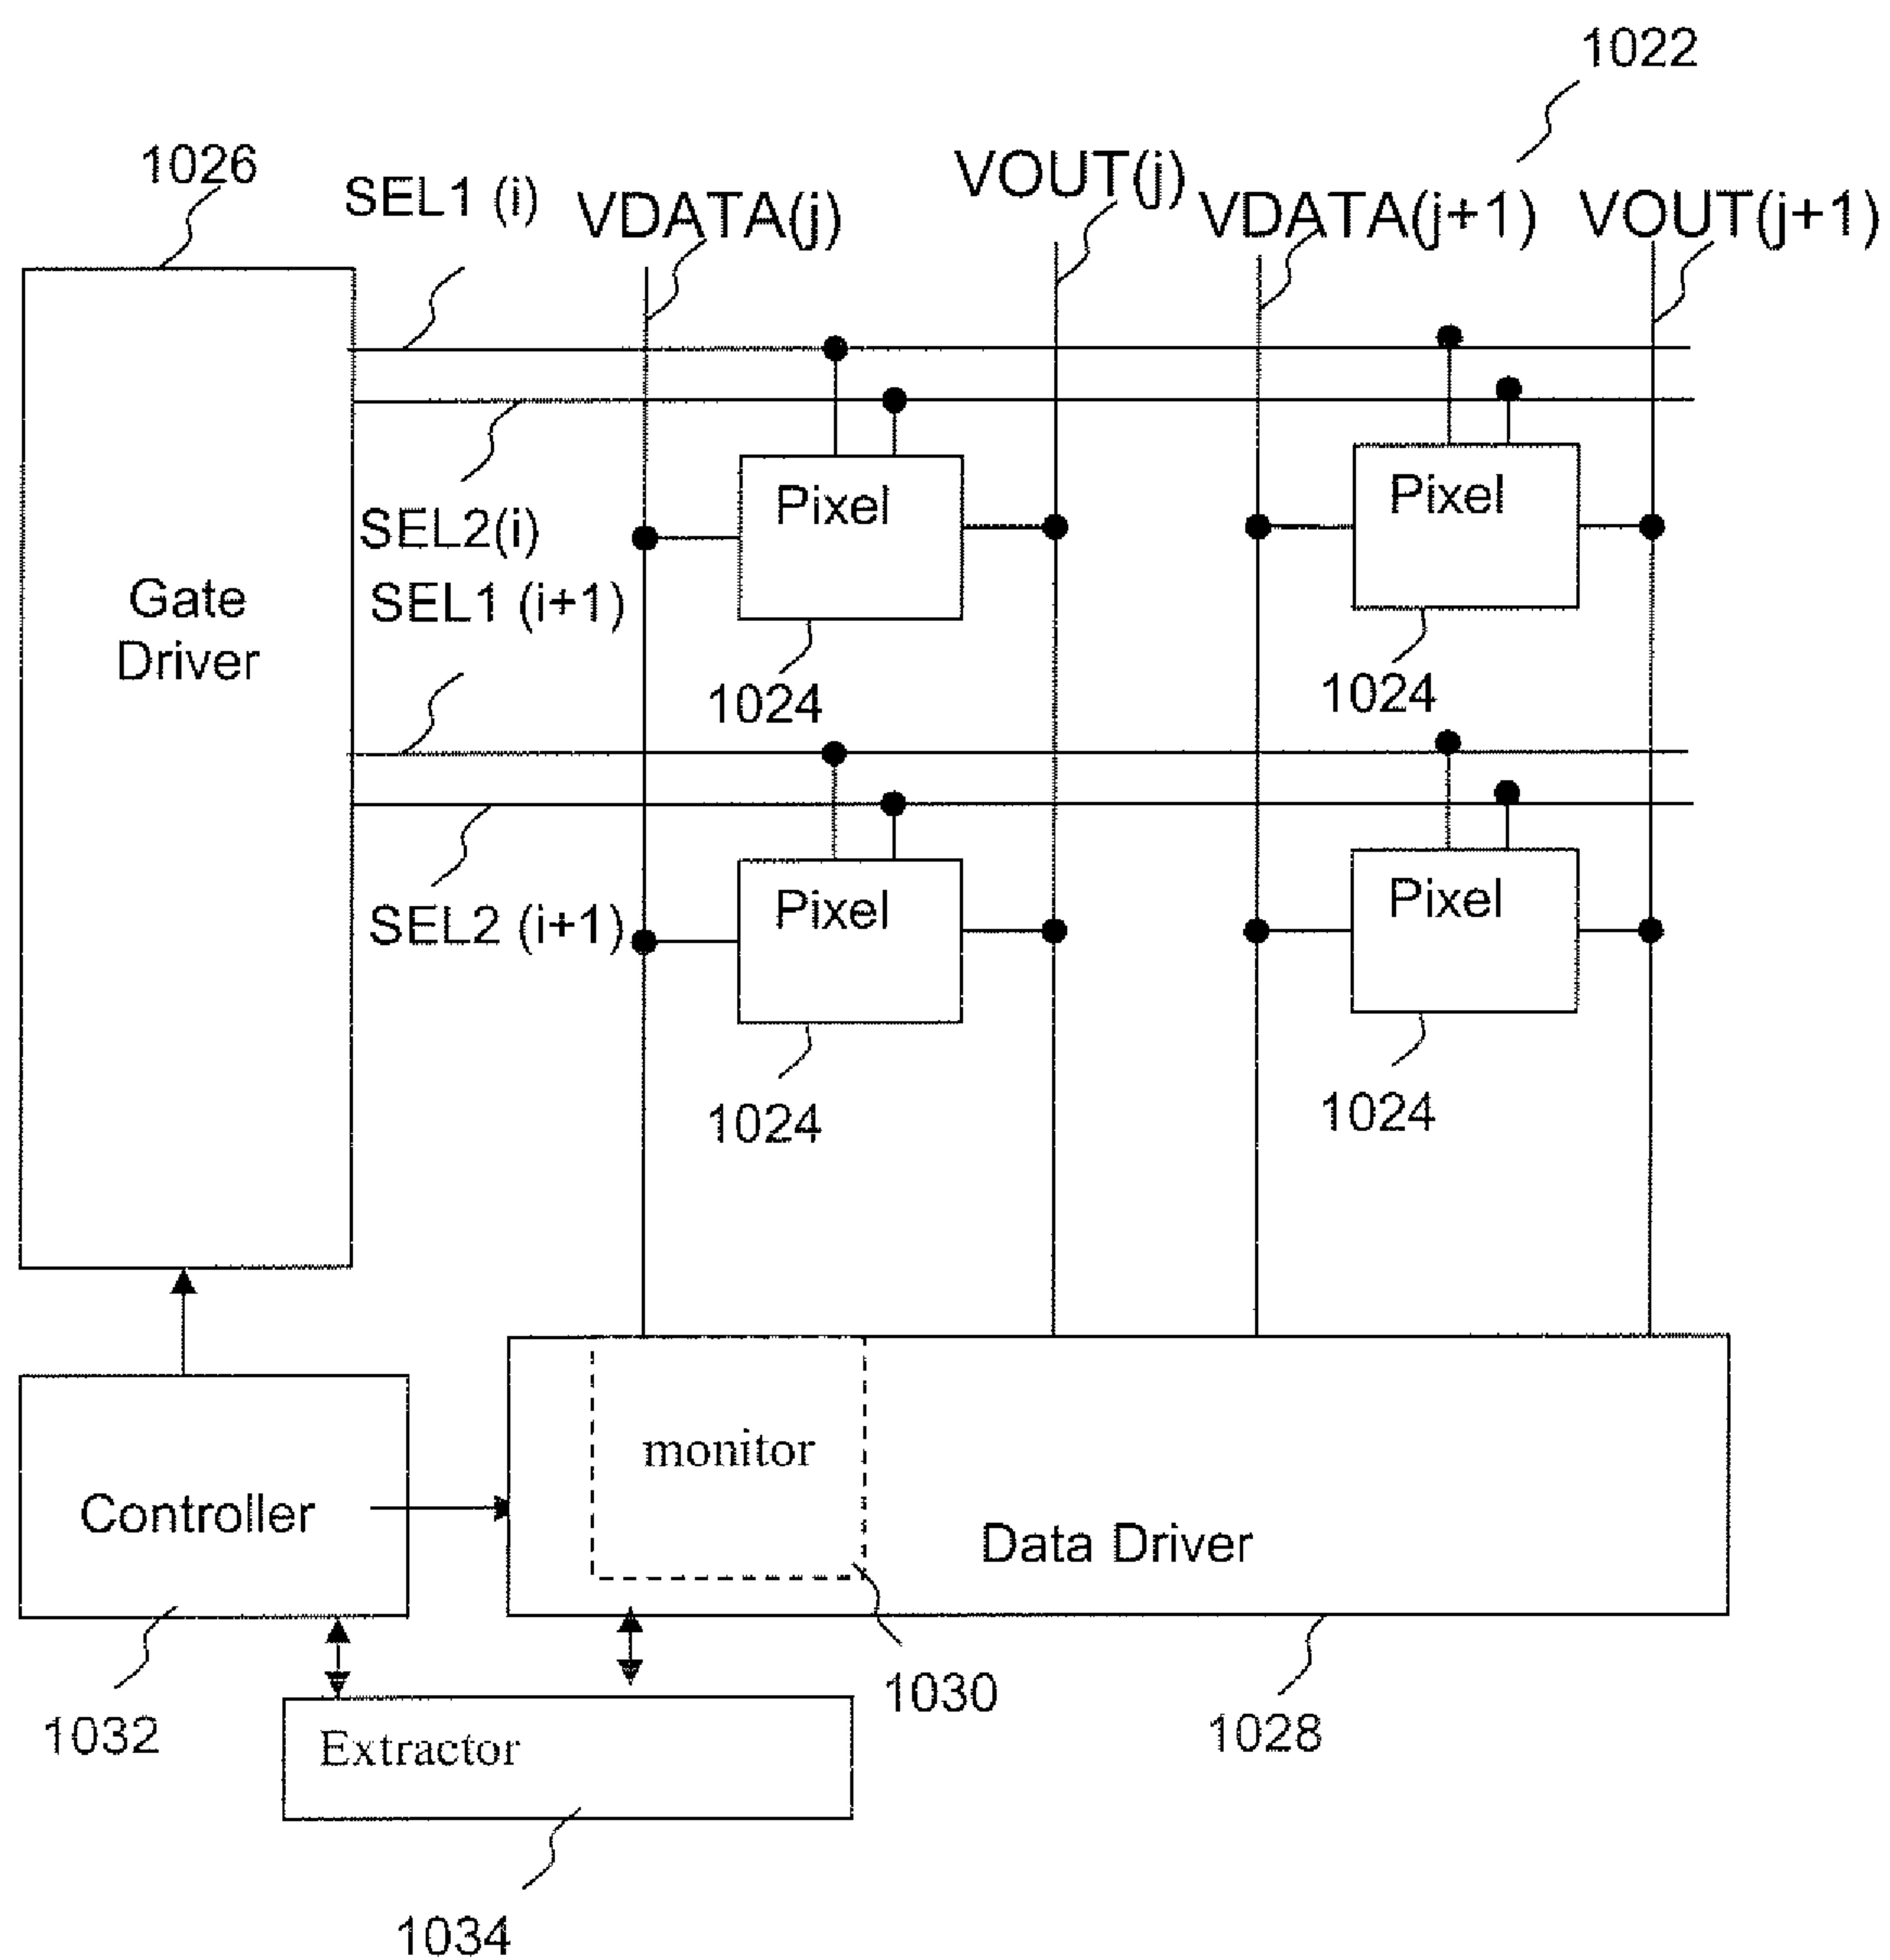 1022
1026
SEL1 (i)
VDATA(j)
VOUT(j)
VDATA(j+1)
VOUT(j+1)
Pixel
Pixel
SEL2(i)
SEL1 (i+1)
Gate
Driver
1024
1024
Pixel
Pixel
SEL2 (i+1)
1024
1024
monitor
Controller
Data Driver
1030
1032
1028
Extractor
1034